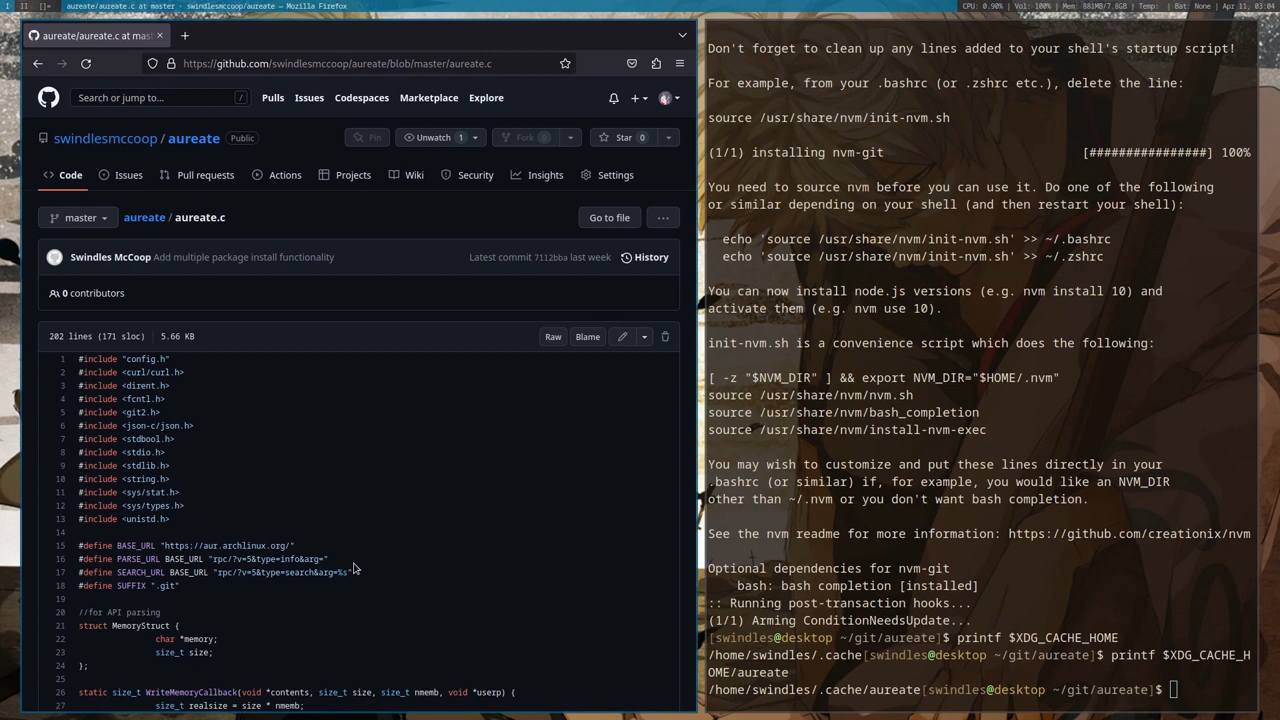 I II []= aureate/aureate.c at master · swindlesmccoop/aureate — Mozilla Firefox
CPU: 0.90% | Vol: 100% | Mem: 881MB/7.8GB | Temp: | Bat: None | Apr 11, 03:04
aureate/aureate.c at mast
https://github.com/swindlesmccoop/aureate/blob/master/aureate.c
Search or jump to... /
Pulls Issues Codespaces Marketplace Explore
swindlesmccoop / aureate Public
Pin Unwatch 1 Fork 0 Star 0
<> Code Issues Pull requests Actions Projects Wiki Security Insights Settings
master aureate / aureate.c Go to file ...
Swindles McCoop Add multiple package install functionality Latest commit 7112bba last week History
0 contributors
202 lines (171 sloc) 5.66 KB Raw Blame
1 #include "config.h"
2 #include <curl/curl.h>
3 #include <dirent.h>
4 #include <fcntl.h>
5 #include <git2.h>
6 #include <json-c/json.h>
7 #include <stdbool.h>
8 #include <stdio.h>
9 #include <stdlib.h>
10 #include <string.h>
11 #include <sys/stat.h>
12 #include <sys/types.h>
13 #include <unistd.h>
14
15 #define BASE_URL "https://aur.archlinux.org/"
16 #define PARSE_URL BASE_URL "rpc/?v=5&type=info&arg="
17 #define SEARCH_URL BASE_URL "rpc/?v=5&type=search&arg=%s"
18 #define SUFFIX ".git"
19
20 //for API parsing
21 struct MemoryStruct {
22 char *memory;
23 size_t size;
24 };
25
26 static size_t WriteMemoryCallback(void *contents, size_t size, size_t nmemb, void *userp) {
27 size_t realsize = size * nmemb;
Don't forget to clean up any lines added to your shell's startup script!
For example, from your .bashrc (or .zshrc etc.), delete the line:
source /usr/share/nvm/init-nvm.sh
(1/1) installing nvm-git [################] 100%
You need to source nvm before you can use it. Do one of the following
or similar depending on your shell (and then restart your shell):
echo 'source /usr/share/nvm/init-nvm.sh' >> ~/.bashrc
echo 'source /usr/share/nvm/init-nvm.sh' >> ~/.zshrc
You can now install node.js versions (e.g. nvm install 10) and
activate them (e.g. nvm use 10).
init-nvm.sh is a convenience script which does the following:
[ -z "$NVM_DIR" ] && export NVM_DIR="$HOME/.nvm"
source /usr/share/nvm/nvm.sh
source /usr/share/nvm/bash_completion
source /usr/share/nvm/install-nvm-exec
You may wish to customize and put these lines directly in your
.bashrc (or similar) if, for example, you would like an NVM_DIR
other than ~/.nvm or you don't want bash completion.
See the nvm readme for more information: https://github.com/creationix/nvm
Optional dependencies for nvm-git
bash: bash completion [installed]
:: Running post-transaction hooks...
(1/1) Arming ConditionNeedsUpdate...
[swindles@desktop ~/git/aureate]$ printf $XDG_CACHE_HOME
/home/swindles/.cache[swindles@desktop ~/git/aureate]$ printf $XDG_CACHE_H
OME/aureate
/home/swindles/.cache/aureate[swindles@desktop ~/git/aureate]$